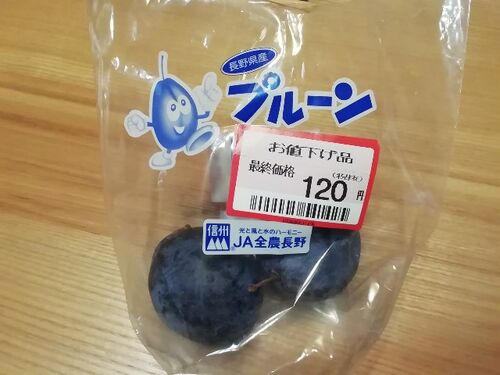 長野県産
プルーン
お値下げ品
最終価格
120円
信州
光と風と水のハーモニー
JA全農長野